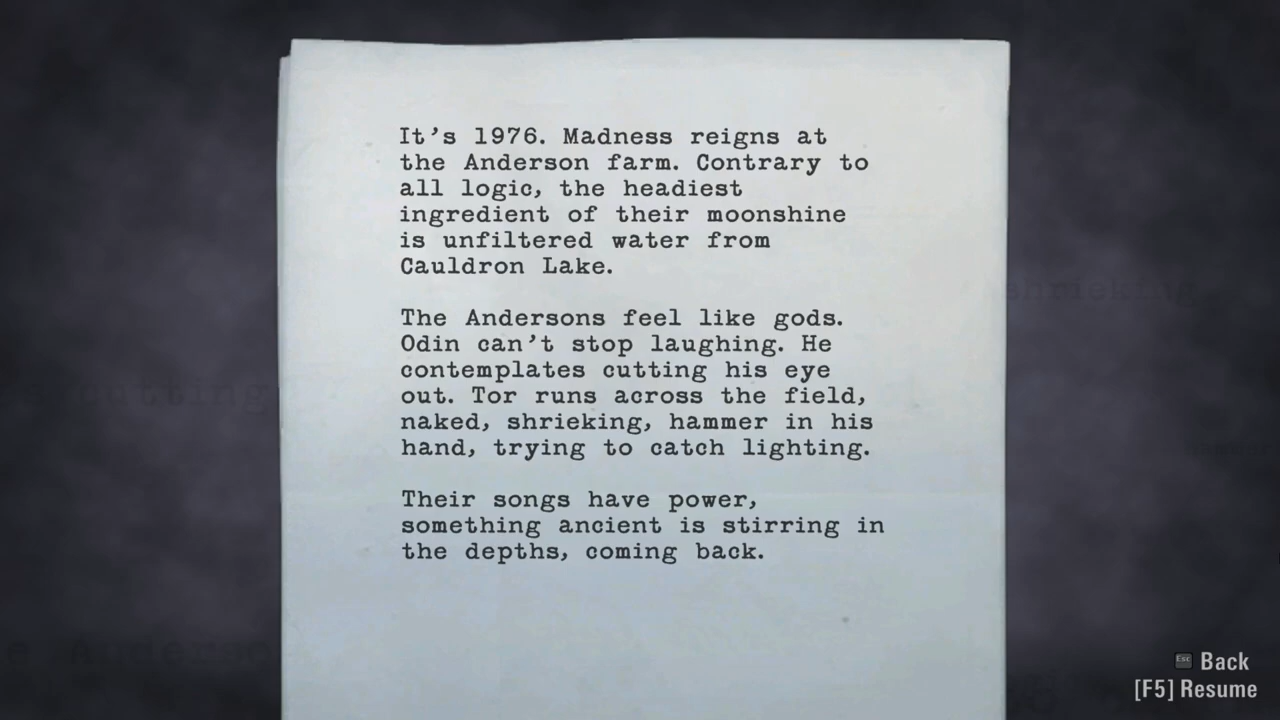 It’s 1976. Madness reigns at
the Anderson farm. Contrary to
all logic, the headiest
ingredient of their moonshine
is unfiltered water from
Cauldron Lake.
The Andersons feel like gods.
Odin can’t stop laughing. He
contemplates cutting his eye
out. Tor runs across the field,
naked, shrieking, hammer in his
hand, trying to catch lighting.
Their songs have power,
something ancient is stirring in
the depths, coming back.
shrieking
cutting
Esc Back
[F5] Resume